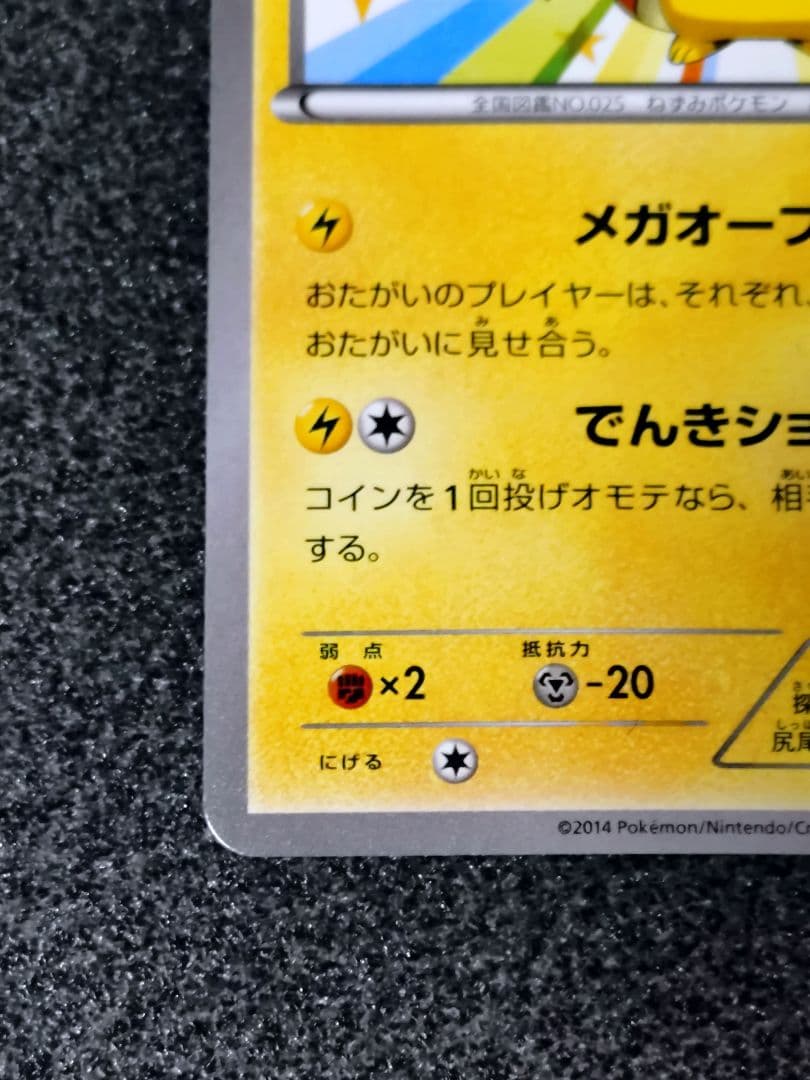 全国図鑑NO.025 ねずみポケモン
メガオープ
おたがいのプレイヤーは、それぞれ
おたがいに見せ合う。
でんきショ
コインを1回投げオモテなら、相
する。
弱点 抵抗力
×2 -20
にげる
尻尾
©2014 Pokémon/Nintendo/Cr